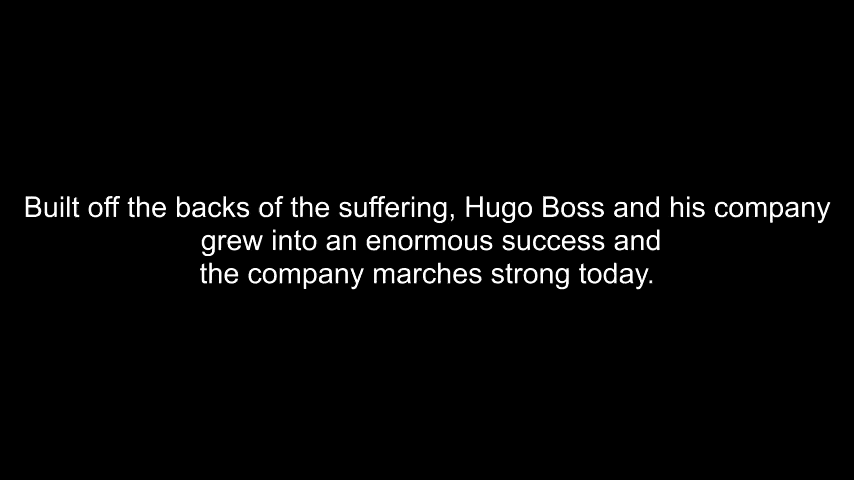 Built off the backs of the suffering, Hugo Boss and his company
grew into an enormous success and
the company marches strong today.